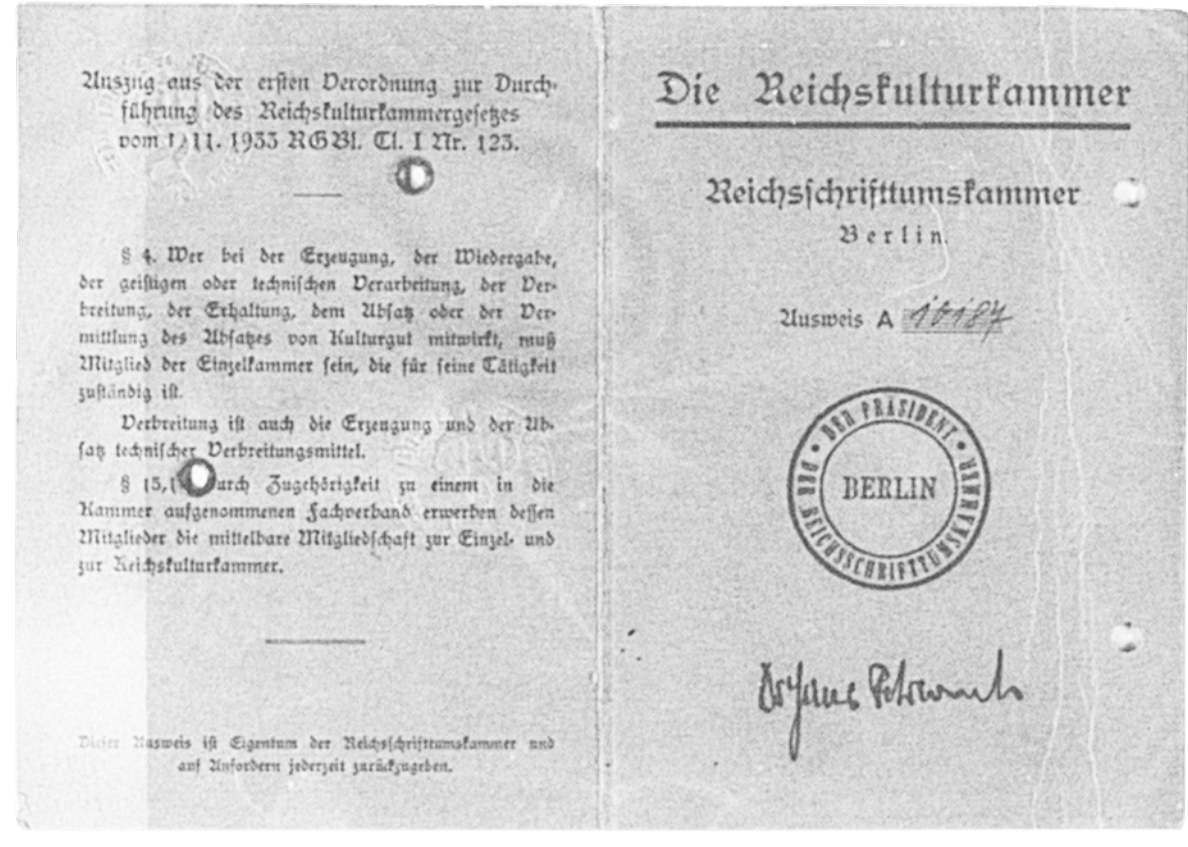 Auszug aus der ersten Verordnung zur Durch-
führung des Reichskulturkammergesetzes
vom 1. 11. 1933 RGBl. Tl. I Nr. 123.
§ 4. Wer bei der Erzeugung, der Wiedergabe,
der geistigen oder technischen Verarbeitung, der Ver-
breitung, der Erhaltung, dem Absatz oder der Ver-
mittlung des Absatzes von Kulturgut mitwirkt, muß
Mitglied der Einzelkammer sein, die für seine Tätigkeit
zuständig ist.
Verbreitung ist auch die Erzeugung und der Ab-
satz technischer Verbreitungsmittel.
§ 15, urch Zugehörigkeit zu einem in die
Kammer aufgenommenen Fachverband erwerben dessen
Mitglieder die mittelbare Mitgliedschaft zur Einzel- und
zur Reichskulturkammer.
Dieser Ausweis ist Eigentum der Reichsschrifttumskammer und
auf Anfordern jederzeit zurückzugeben.
Die Reichskulturkammer
Reichsschrifttumskammer
Berlin
Ausweis A 10187
DER PRÄSIDENT
DER REICHSSCHRIFTTUMSKAMMER
BERLIN